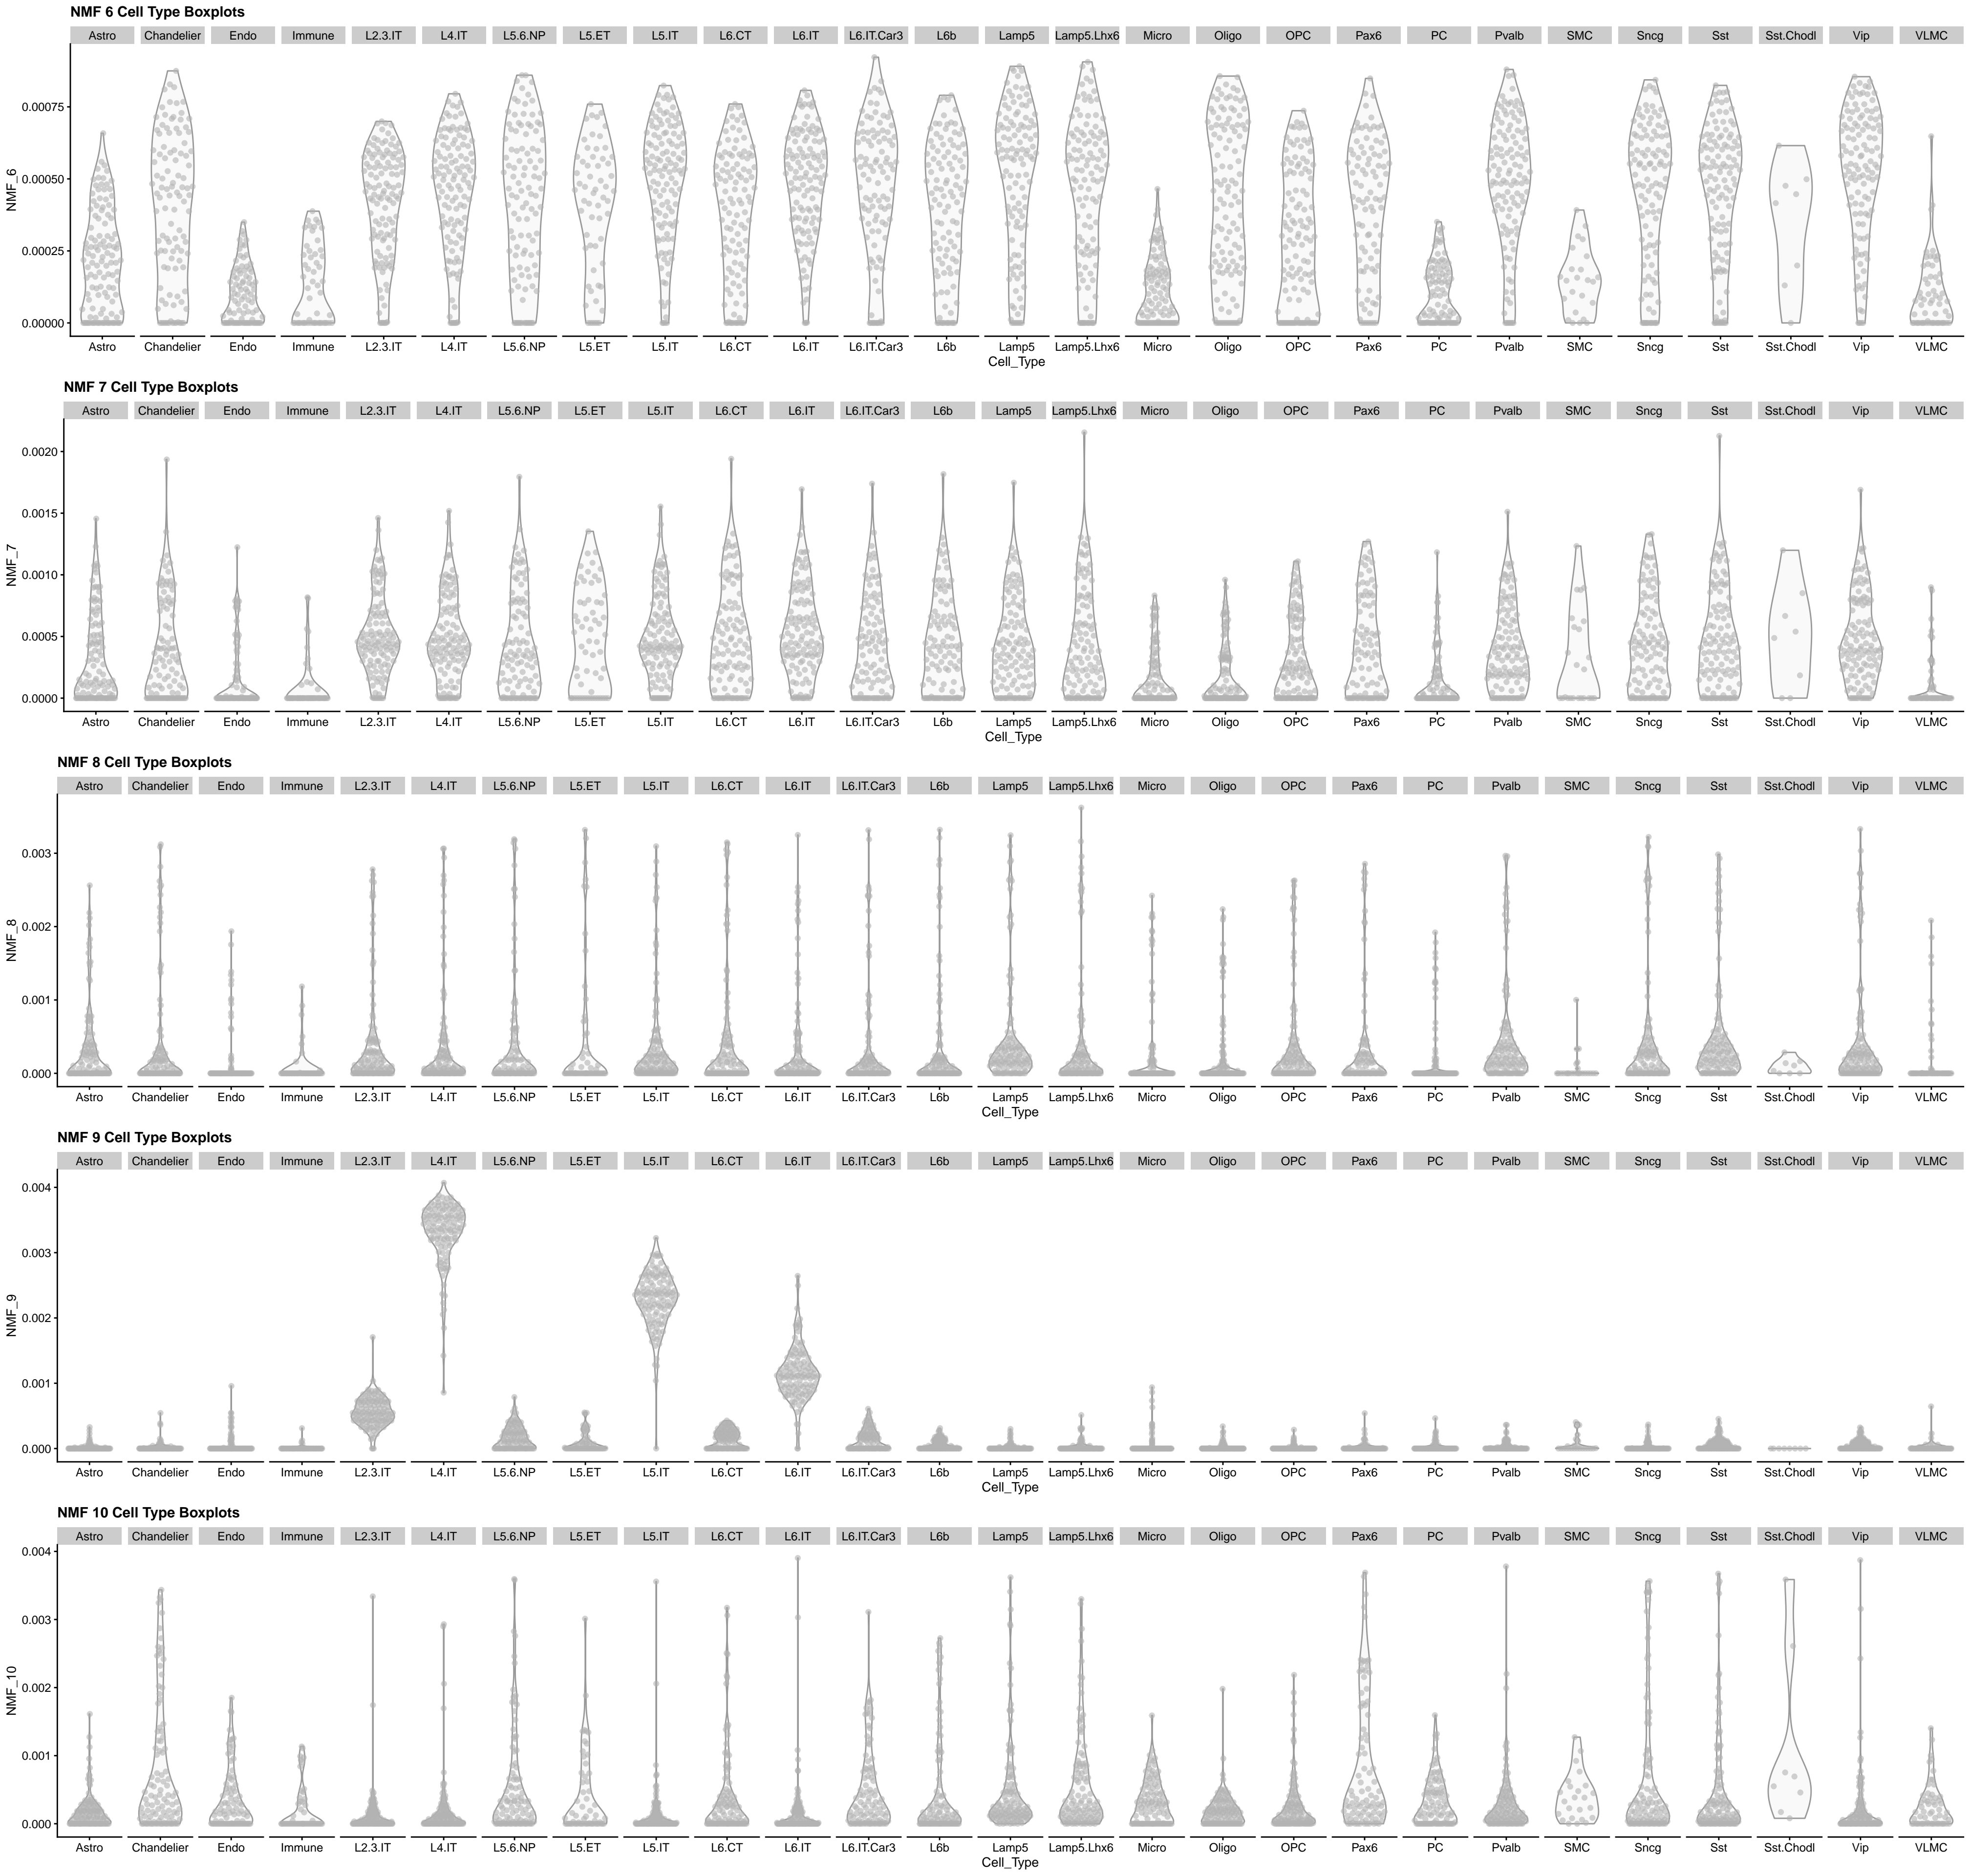 NMF 6 Cell Type Boxplots
Astro Chandelier Endo Immune L2.3.IT L4.IT L5.6.NP L5.ET L5.IT L6.CT L6.IT L6.IT.Car3 L6b Lamp5 Lamp5.Lhx6 Micro Oligo OPC Pax6 PC Pvalb SMC Sncg Sst Sst.Chodl Vip VLMC
NMF_6
0.00075
0.00050
0.00025
0.00000
Astro Chandelier Endo Immune L2.3.IT L4.IT L5.6.NP L5.ET L5.IT L6.CT L6.IT L6.IT.Car3 L6b Lamp5 Lamp5.Lhx6 Micro Oligo OPC Pax6 PC Pvalb SMC Sncg Sst Sst.Chodl Vip VLMC
Cell_Type
NMF 7 Cell Type Boxplots
Astro Chandelier Endo Immune L2.3.IT L4.IT L5.6.NP L5.ET L5.IT L6.CT L6.IT L6.IT.Car3 L6b Lamp5 Lamp5.Lhx6 Micro Oligo OPC Pax6 PC Pvalb SMC Sncg Sst Sst.Chodl Vip VLMC
NMF_7
0.0020
0.0015
0.0010
0.0005
0.0000
Astro Chandelier Endo Immune L2.3.IT L4.IT L5.6.NP L5.ET L5.IT L6.CT L6.IT L6.IT.Car3 L6b Lamp5 Lamp5.Lhx6 Micro Oligo OPC Pax6 PC Pvalb SMC Sncg Sst Sst.Chodl Vip VLMC
Cell_Type
NMF 8 Cell Type Boxplots
Astro Chandelier Endo Immune L2.3.IT L4.IT L5.6.NP L5.ET L5.IT L6.CT L6.IT L6.IT.Car3 L6b Lamp5 Lamp5.Lhx6 Micro Oligo OPC Pax6 PC Pvalb SMC Sncg Sst Sst.Chodl Vip VLMC
NMF_8
0.003
0.002
0.001
0.000
Astro Chandelier Endo Immune L2.3.IT L4.IT L5.6.NP L5.ET L5.IT L6.CT L6.IT L6.IT.Car3 L6b Lamp5 Lamp5.Lhx6 Micro Oligo OPC Pax6 PC Pvalb SMC Sncg Sst Sst.Chodl Vip VLMC
Cell_Type
NMF 9 Cell Type Boxplots
Astro Chandelier Endo Immune L2.3.IT L4.IT L5.6.NP L5.ET L5.IT L6.CT L6.IT L6.IT.Car3 L6b Lamp5 Lamp5.Lhx6 Micro Oligo OPC Pax6 PC Pvalb SMC Sncg Sst Sst.Chodl Vip VLMC
NMF_9
0.004
0.003
0.002
0.001
0.000
Astro Chandelier Endo Immune L2.3.IT L4.IT L5.6.NP L5.ET L5.IT L6.CT L6.IT L6.IT.Car3 L6b Lamp5 Lamp5.Lhx6 Micro Oligo OPC Pax6 PC Pvalb SMC Sncg Sst Sst.Chodl Vip VLMC
Cell_Type
NMF 10 Cell Type Boxplots
Astro Chandelier Endo Immune L2.3.IT L4.IT L5.6.NP L5.ET L5.IT L6.CT L6.IT L6.IT.Car3 L6b Lamp5 Lamp5.Lhx6 Micro Oligo OPC Pax6 PC Pvalb SMC Sncg Sst Sst.Chodl Vip VLMC
NMF_10
0.004
0.003
0.002
0.001
0.000
Astro Chandelier Endo Immune L2.3.IT L4.IT L5.6.NP L5.ET L5.IT L6.CT L6.IT L6.IT.Car3 L6b Lamp5 Lamp5.Lhx6 Micro Oligo OPC Pax6 PC Pvalb SMC Sncg Sst Sst.Chodl Vip VLMC
Cell_Type